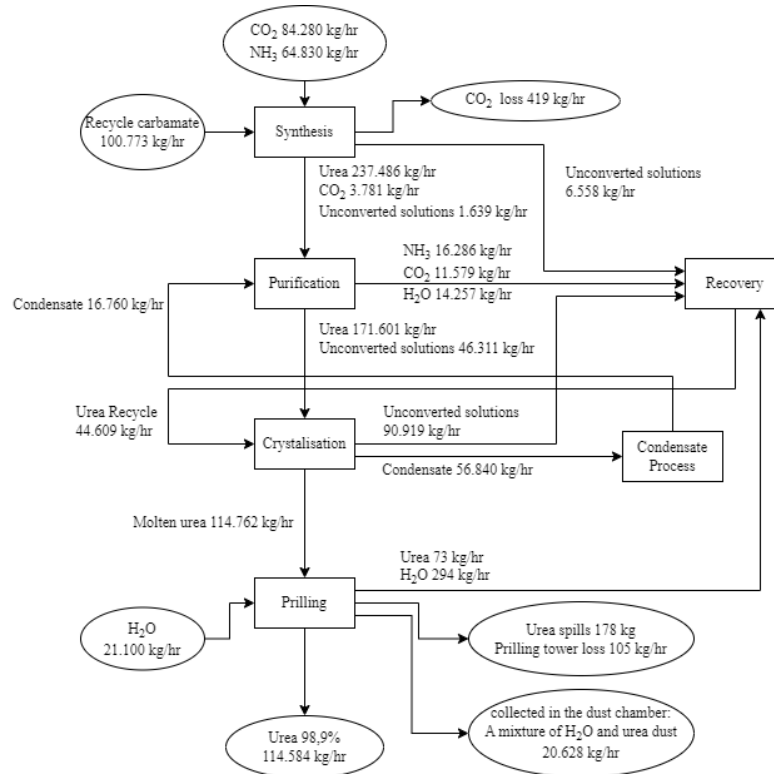 CO₂ 84.280 kg/hr
NH₃ 64.830 kg/hr
CO₂ loss 419 kg/hr
Recycle carbamate
100.773 kg/hr
Synthesis
Urea 237.486 kg/hr
CO₂ 3.781 kg/hr
Unconverted solutions 1.639 kg/hr
Unconverted solutions
6.558 kg/hr
NH₃ 16.286 kg/hr
CO₂ 11.579 kg/hr
H₂O 14.257 kg/hr
Purification
Recovery
Condensate 16.760 kg/hr
Urea 171.601 kg/hr
Unconverted solutions 46.311 kg/hr
Urea Recycle
44.609 kg/hr
Crystalisation
Unconverted solutions
90.919 kg/hr
Condensate 56.840 kg/hr
Condensate
Process
Molten urea 114.762 kg/hr
Urea 73 kg/hr
H₂O 294 kg/hr
Prilling
H₂O
21.100 kg/hr
Urea spills 178 kg
Prilling tower loss 105 kg/hr
Urea 98,9%
114.584 kg/hr
collected in the dust chamber:
A mixture of H₂O and urea dust
20.628 kg/hr